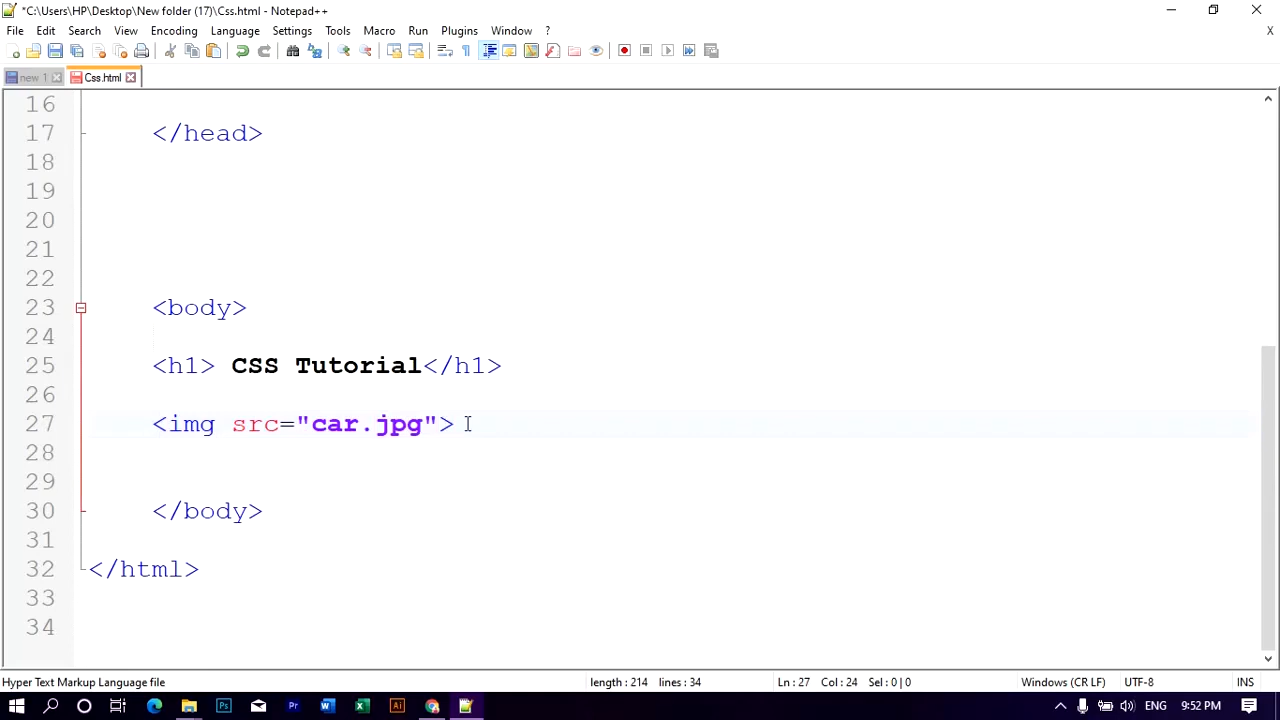 *C:\Users\HP\Desktop\New folder (17)\Css.html - Notepad++
File Edit Search View Encoding Language Settings Tools Macro Run Plugins Window ? X
new 1 Css.html
16
17 </head>
18
19
20
21
22
23 <body>
24
25 <h1> CSS Tutorial</h1>
26
27 <img src="car.jpg">
28
29
30 </body>
31
32 </html>
33
34
Hyper Text Markup Language file length : 214 lines : 34 Ln : 27 Col : 24 Sel : 0 | 0 Windows (CR LF) UTF-8 INS
Ps Pr Ai ENG 9:52 PM